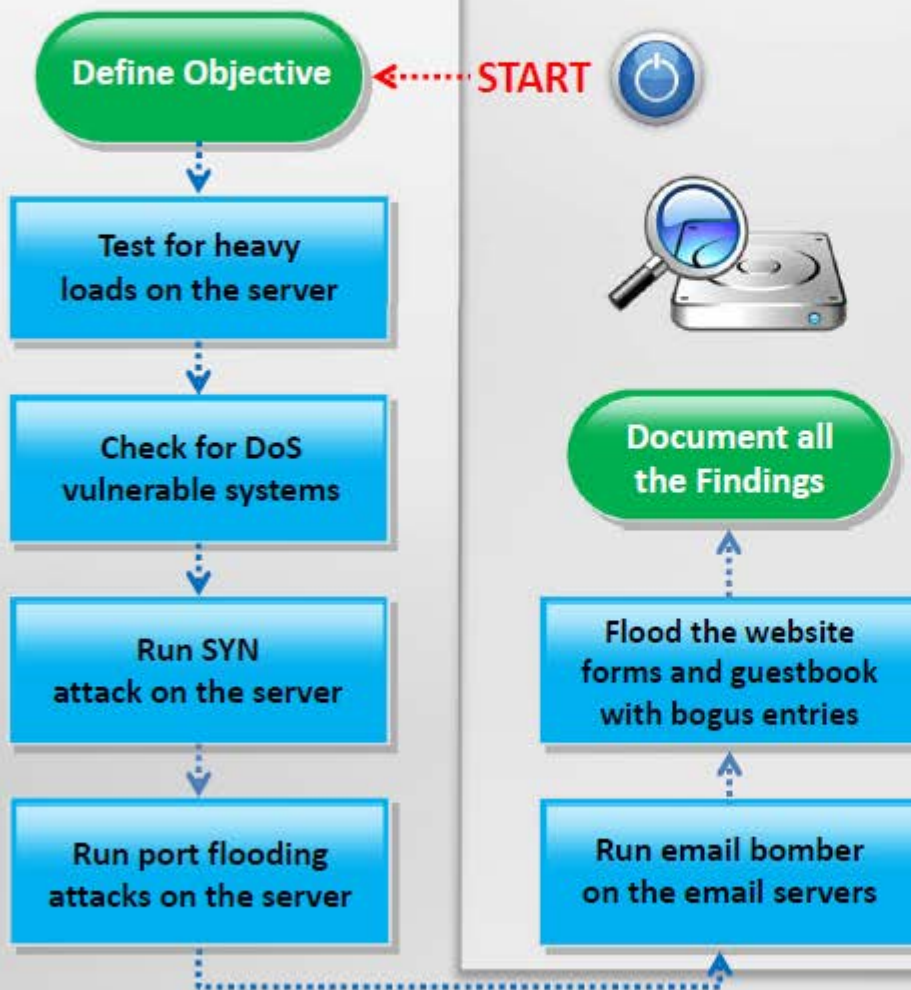 START
Define Objective
Test for heavy
loads on the server
Check for DoS
vulnerable systems
Run SYN
attack on the server
Run port flooding
attacks on the server
Run email bomber
on the email servers
Flood the website
forms and guestbook
with bogus entries
Document all
the Findings